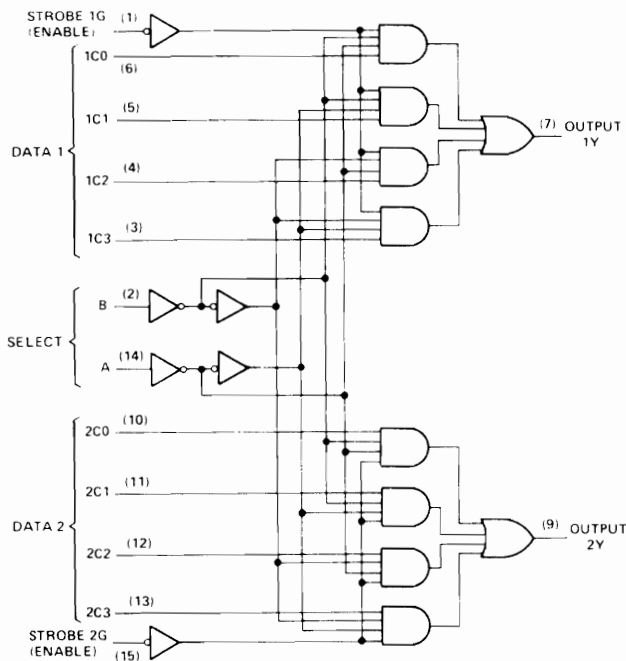 STROBE 1G (1)
(ENABLE)
1C0
(6)
(5)
1C1
DATA 1
(4)
1C2
(3)
1C3
(7) OUTPUT
1Y
B (2)
SELECT
(14)
A
(10)
2C0
(11)
2C1
DATA 2
(12)
2C2
(9) OUTPUT
2Y
(13)
2C3
STROBE 2G
(ENABLE) (15)